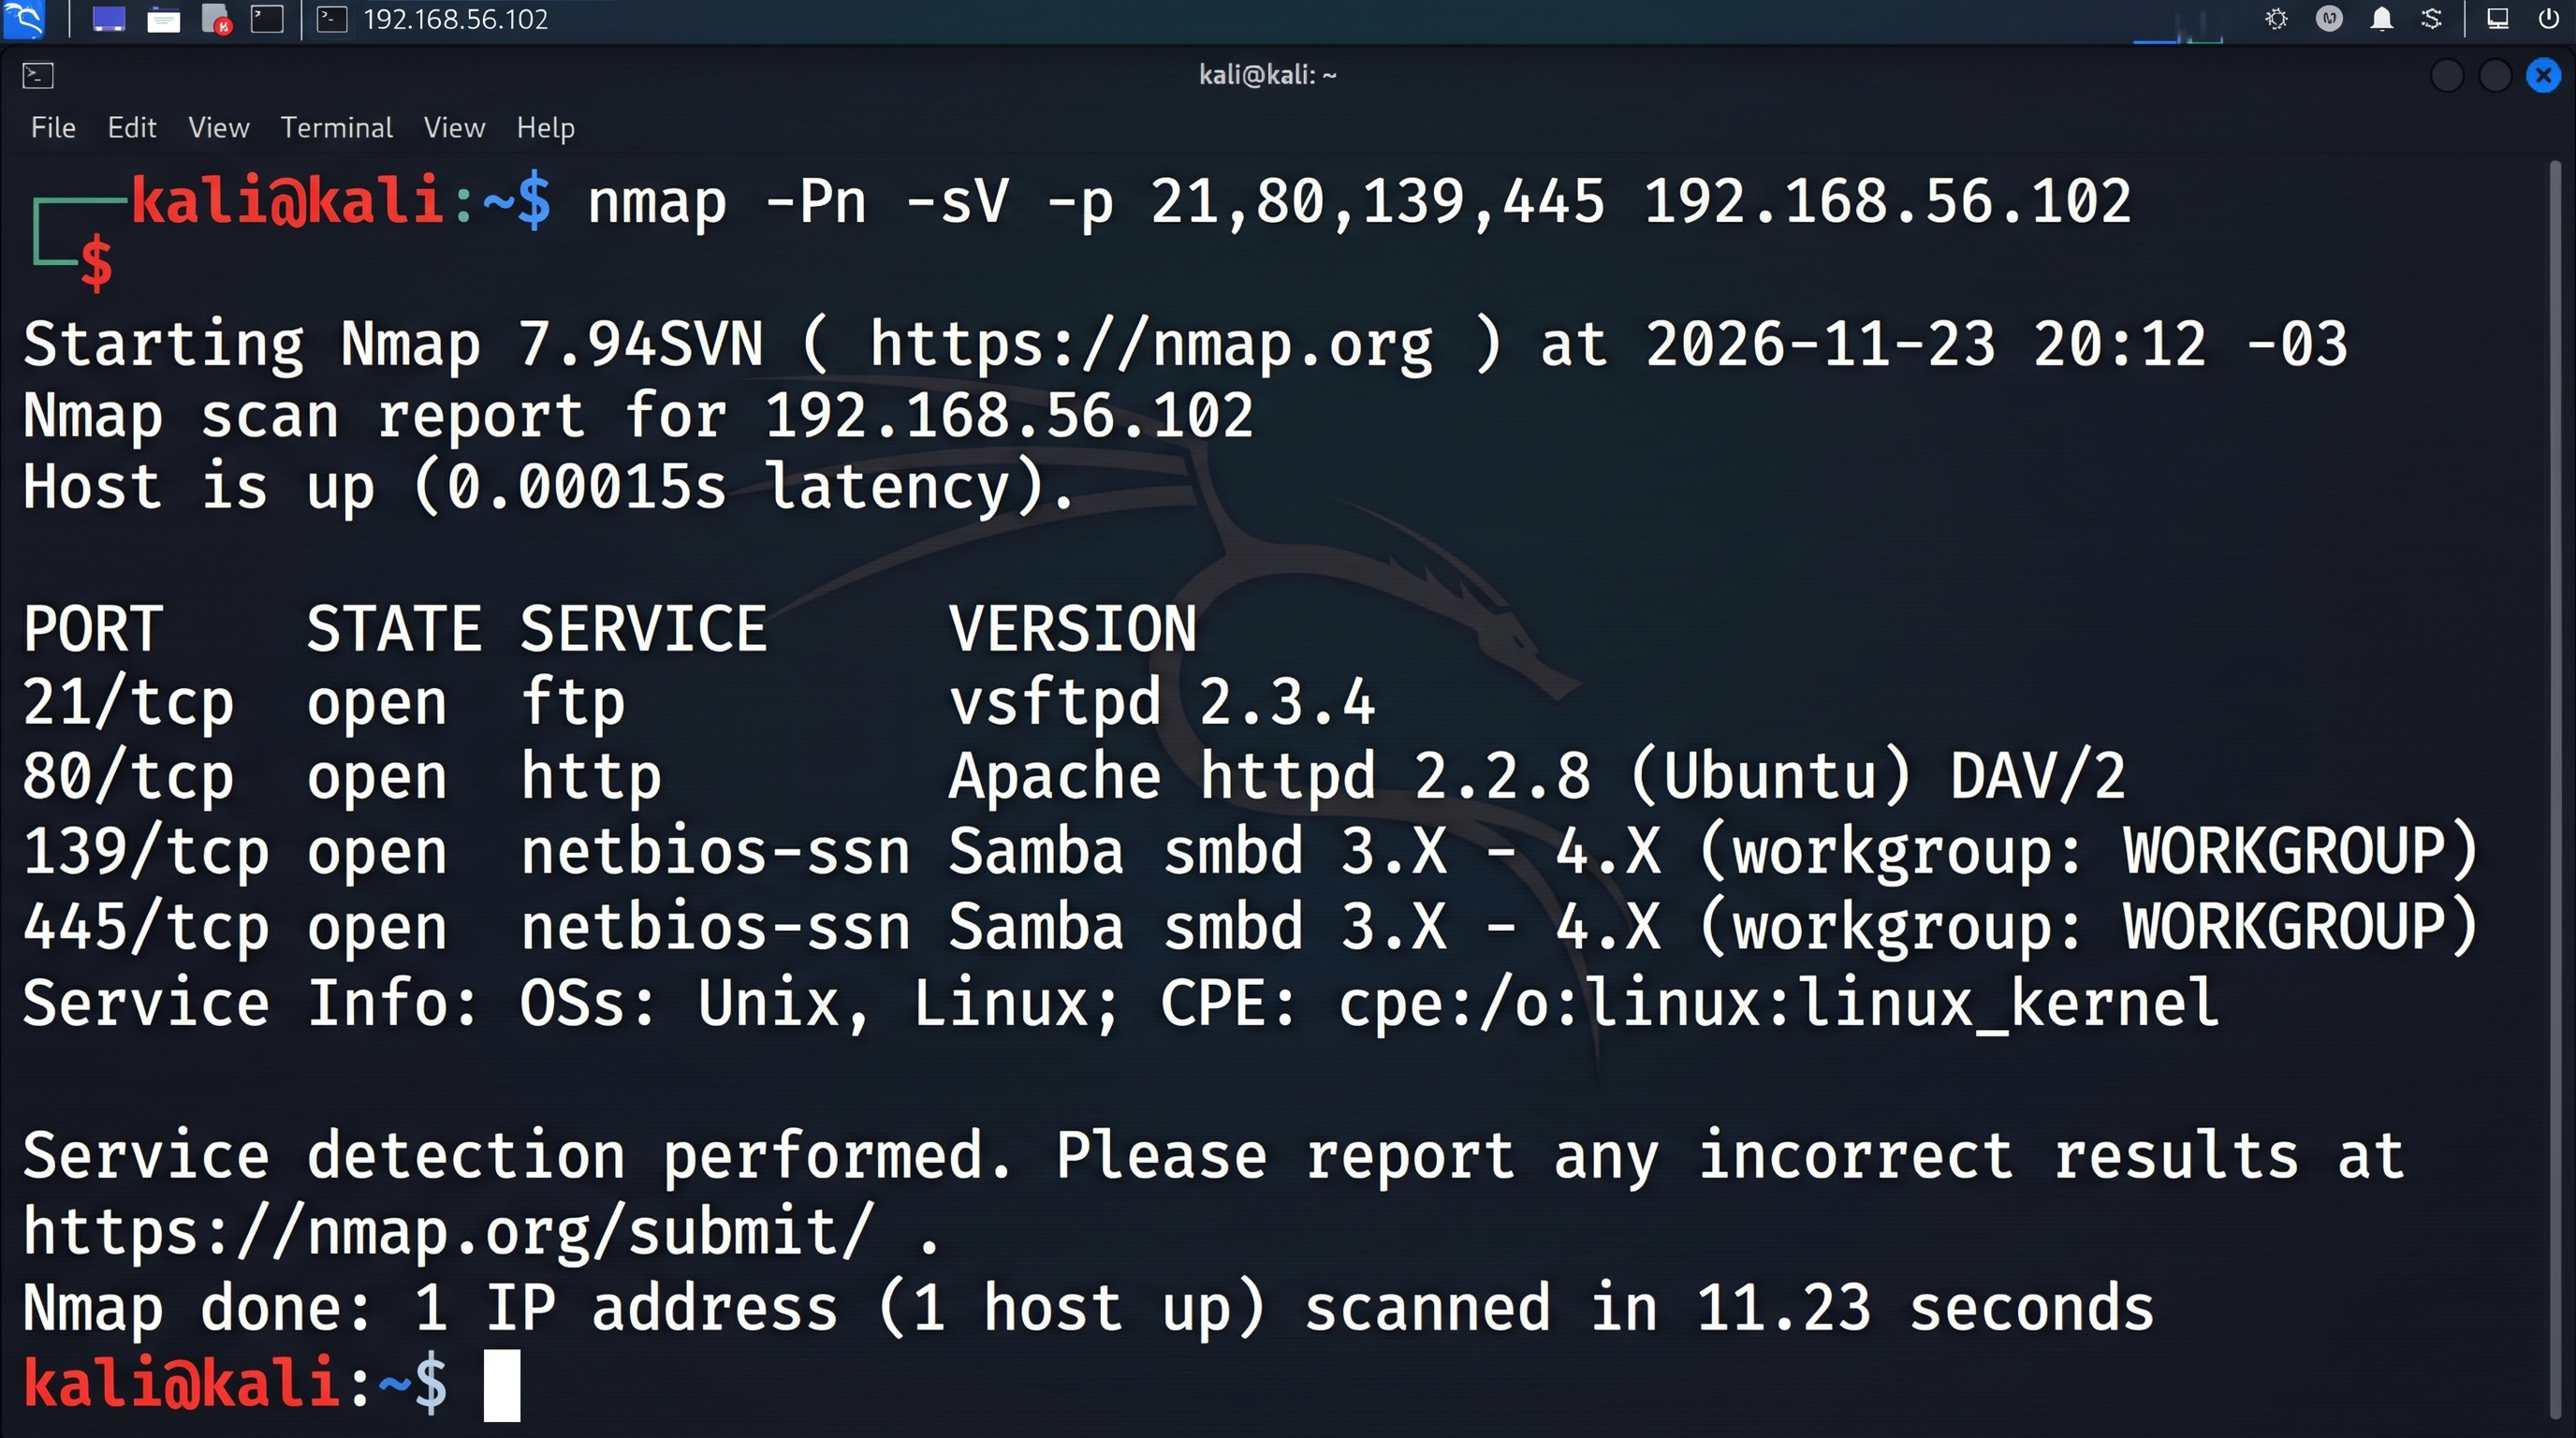 192.168.56.102
kali@kali: ~
File Edit View Terminal View Help
kali@kali:~$ nmap -Pn -sV -p 21,80,139,445 192.168.56.102
$
Starting Nmap 7.94SVN ( https://nmap.org ) at 2026-11-23 20:12 -03
Nmap scan report for 192.168.56.102
Host is up (0.00015s latency).
PORT STATE SERVICE VERSION
21/tcp open ftp vsftpd 2.3.4
80/tcp open http Apache httpd 2.2.8 (Ubuntu) DAV/2
139/tcp open netbios-ssn Samba smbd 3.X - 4.X (workgroup: WORKGROUP)
445/tcp open netbios-ssn Samba smbd 3.X - 4.X (workgroup: WORKGROUP)
Service Info: OSs: Unix, Linux; CPE: cpe:/o:linux:linux_kernel
Service detection performed. Please report any incorrect results at
https://nmap.org/submit/ .
Nmap done: 1 IP address (1 host up) scanned in 11.23 seconds
kali@kali:~$